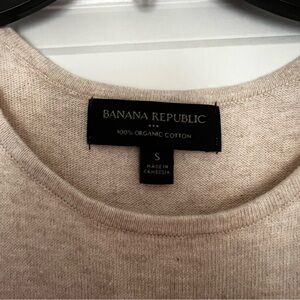 BANANA REPUBLIC
100% ORGANIC COTTON
S
MADE IN
CAMBODIA